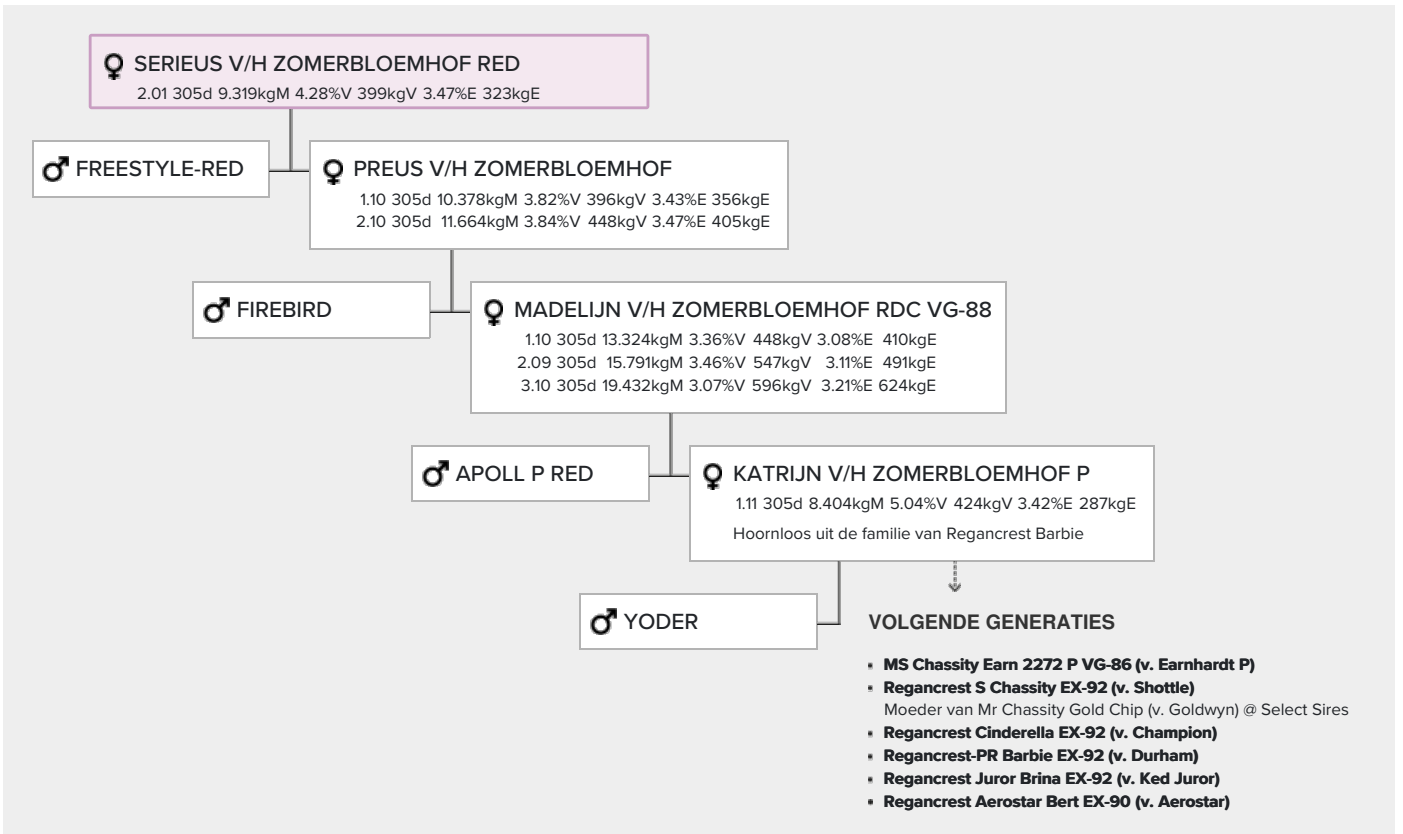 SERIEUS V/H ZOMERBLOEMHOF RED
2.01 305d 9.319kgM 4.28%V 399kgV 3.47%E 323kgE
FREESTYLE-RED
PREUS V/H ZOMERBLOEMHOF
1.10 305d 10.378kgM 3.82%V 396kgV 3.43%E 356kgE
2.10 305d 11.664kgM 3.84%V 448kgV 3.47%E 405kgE
FIREBIRD
MADELIJN V/H ZOMERBLOEMHOF RDC VG-88
1.10 305d 13.324kgM 3.36%V 448kgV 3.08%E 410kgE
2.09 305d 15.791kgM 3.46%V 547kgV 3.11%E 491kgE
3.10 305d 19.432kgM 3.07%V 596kgV 3.21%E 624kgE
APOLL P RED
KATRIJN V/H ZOMERBLOEMHOF P
1.11 305d 8.404kgM 5.04%V 424kgV 3.42%E 287kgE
Hoornloos uit de familie van Regancrest Barbie
YODER
VOLGENDE GENERATIES
▪ MS Chassity Earn 2272 P VG-86 (v. Earnhardt P)
▪ Regancrest S Chassity EX-92 (v. Shottle)
Moeder van Mr Chassity Gold Chip (v. Goldwyn) @ Select Sires
▪ Regancrest Cinderella EX-92 (v. Champion)
▪ Regancrest-PR Barbie EX-92 (v. Durham)
▪ Regancrest Juror Brina EX-92 (v. Ked Juror)
▪ Regancrest Aerostar Bert EX-90 (v. Aerostar)